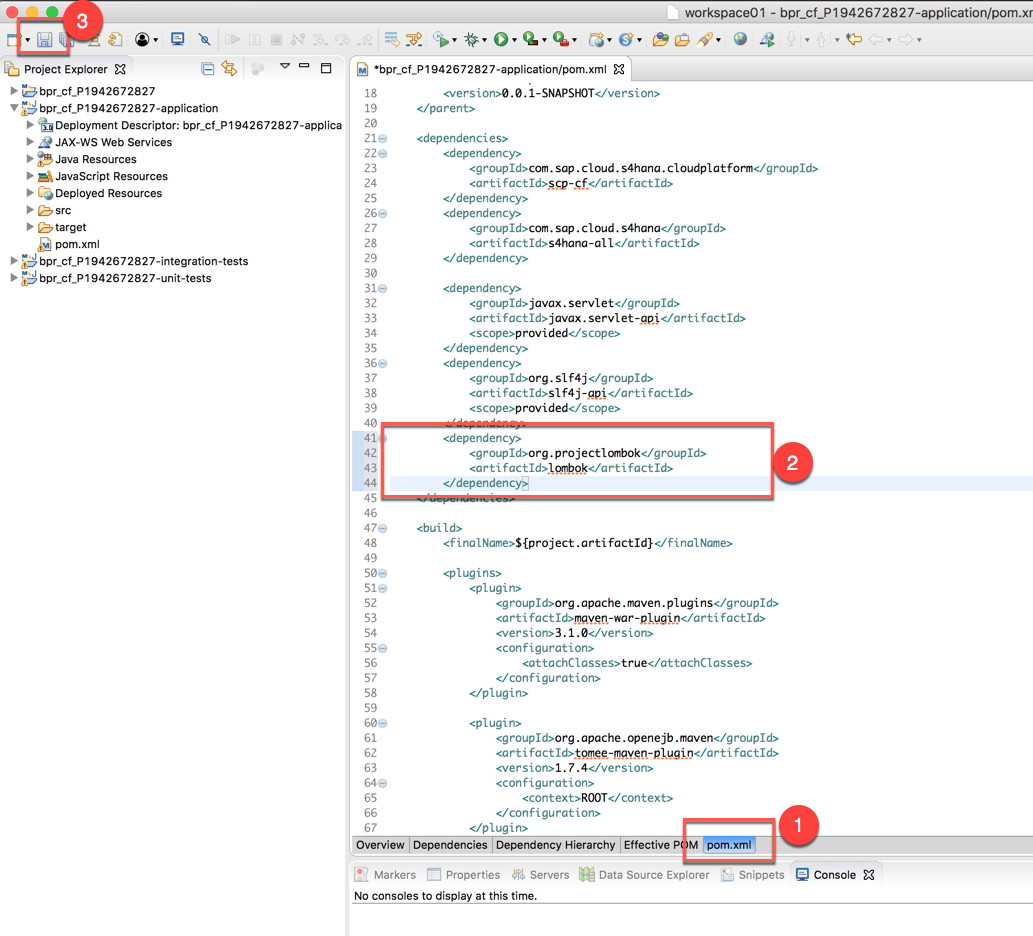 workspace01 - bpr_cf_P1942672827-application/pom.xm
3
Project Explorer
bpr_cf_P1942672827
bpr_cf_P1942672827-application
Deployment Descriptor: bpr_cf_P1942672827-applica
JAX-WS Web Services
Java Resources
JavaScript Resources
Deployed Resources
src
target
pom.xml
bpr_cf_P1942672827-integration-tests
bpr_cf_P1942672827-unit-tests
*bpr_cf_P1942672827-application/pom.xml
18 <version>0.0.1-SNAPSHOT</version>
19 </parent>
20
21 <dependencies>
22 <dependency>
23 <groupId>com.sap.cloud.s4hana.cloudplatform</groupId>
24 <artifactId>scp-cf</artifactId>
25 </dependency>
26 <dependency>
27 <groupId>com.sap.cloud.s4hana</groupId>
28 <artifactId>s4hana-all</artifactId>
29 </dependency>
30
31 <dependency>
32 <groupId>javax.servlet</groupId>
33 <artifactId>javax.servlet-api</artifactId>
34 <scope>provided</scope>
35 </dependency>
36 <dependency>
37 <groupId>org.slf4j</groupId>
38 <artifactId>slf4j-api</artifactId>
39 <scope>provided</scope>
40 </dependency>
41 <dependency>
42 <groupId>org.projectlombok</groupId>
43 <artifactId>lombok</artifactId>
44 </dependency>
2
45 </dependencies>
46
47 <build>
48 <finalName>${project.artifactId}</finalName>
49
50 <plugins>
51 <plugin>
52 <groupId>org.apache.maven.plugins</groupId>
53 <artifactId>maven-war-plugin</artifactId>
54 <version>3.1.0</version>
55 <configuration>
56 <attachClasses>true</attachClasses>
57 </configuration>
58 </plugin>
59
60 <plugin>
61 <groupId>org.apache.openejb.maven</groupId>
62 <artifactId>tomee-maven-plugin</artifactId>
63 <version>1.7.4</version>
64 <configuration>
65 <context>ROOT</context>
66 </configuration>
67 </plugin>
1
Overview Dependencies Dependency Hierarchy Effective POM pom.xml
Markers Properties Servers Data Source Explorer Snippets Console
No consoles to display at this time.